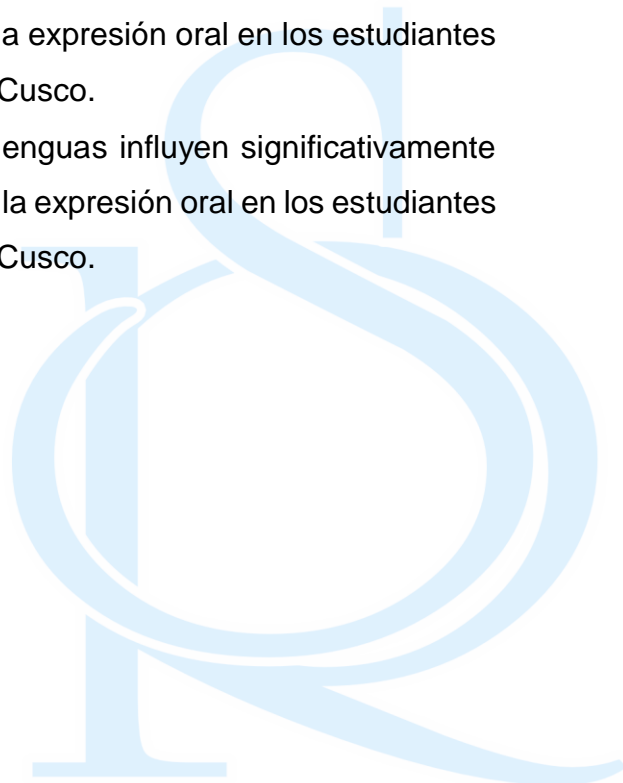 a expresión oral en los estudiantes
Cusco.
enguas influyen significativamente
la expresión oral en los estudiantes
Cusco.